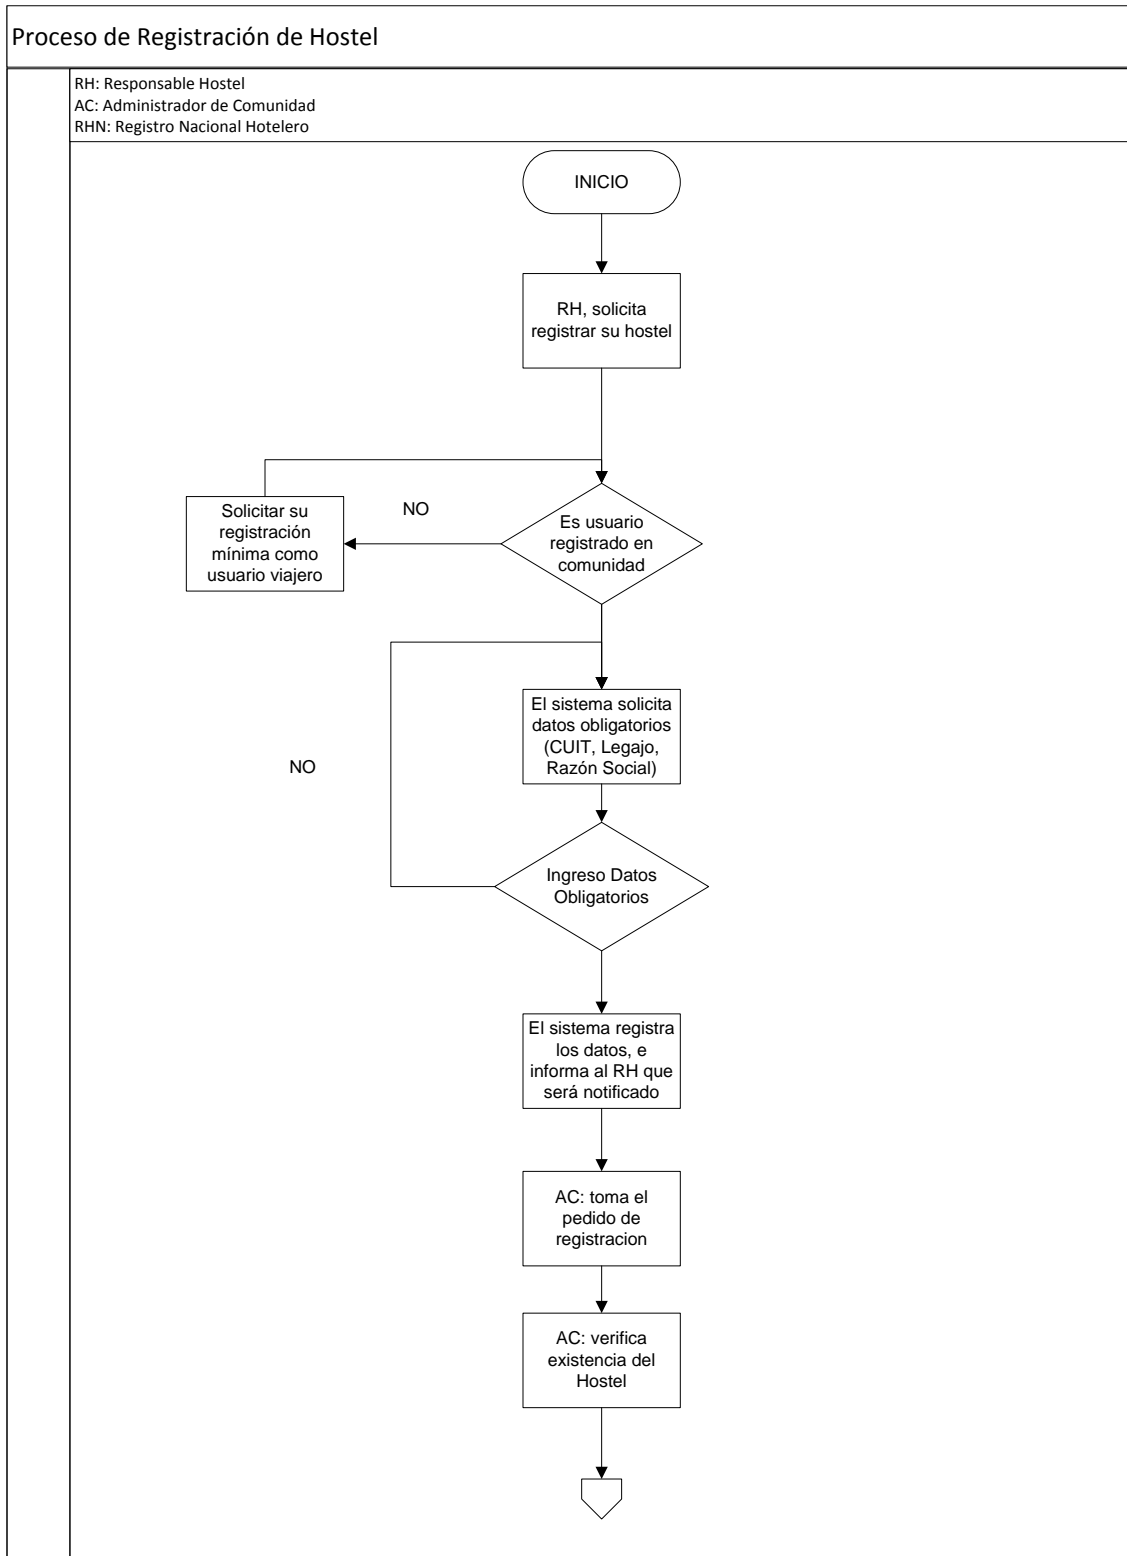 Proceso de Registración de Hostel
RH: Responsable Hostel
AC: Administrador de Comunidad
RHN: Registro Nacional Hotelero
INICIO
RH, solicita
registrar su hostel
Solicitar su
registración
mínima como
usuario viajero
NO
Es usuario
registrado en
comunidad
El sistema solicita
datos obligatorios
(CUIT, Legajo,
Razón Social)
NO
Ingreso Datos
Obligatorios
El sistema registra
los datos, e
informa al RH que
será notificado
AC: toma el
pedido de
registracion
AC: verifica
existencia del
Hostel